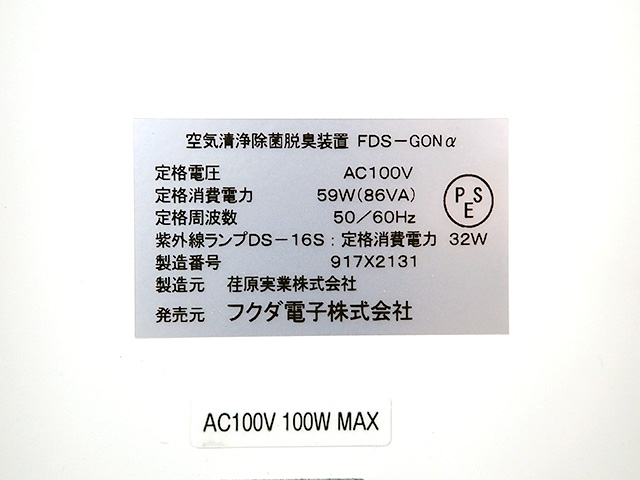 空気清浄除菌脱臭装置 FDS-GONα
定格電圧 AC100V
定格消費電力 59W(86VA)
定格周波数 50/60Hz
PSE
紫外線ランプDS-16S:定格消費電力 32W
製造番号 917X2131
製造元 荏原実業株式会社
発売元 フクダ電子株式会社
AC100V 100W MAX